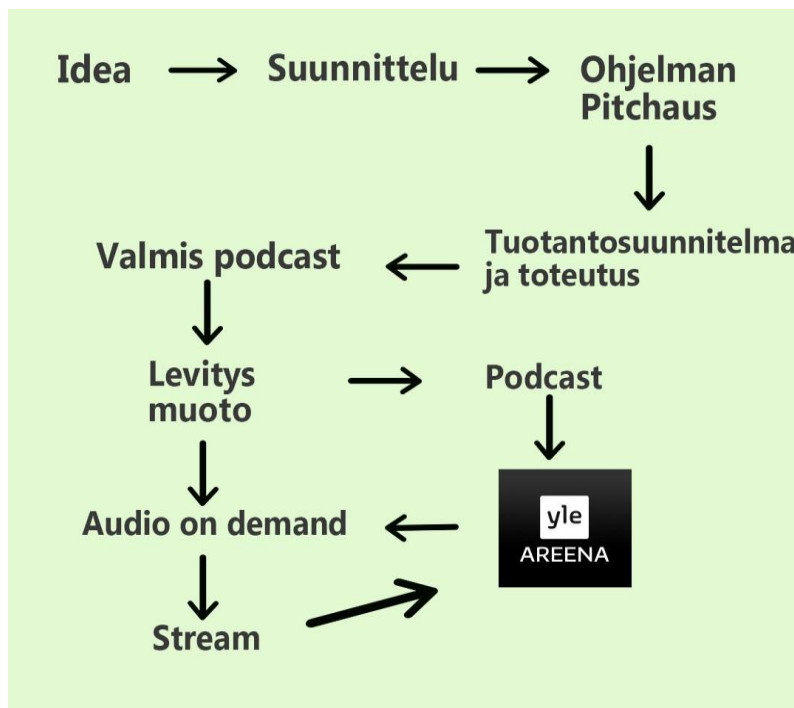 Idea
Suunnittelu
Ohjelman
Pitchaus
Valmis podcast
Tuotantosuunnitelma
ja toteutus
Levitys
muoto
Podcast
Audio on demand
yle
AREENA
Stream